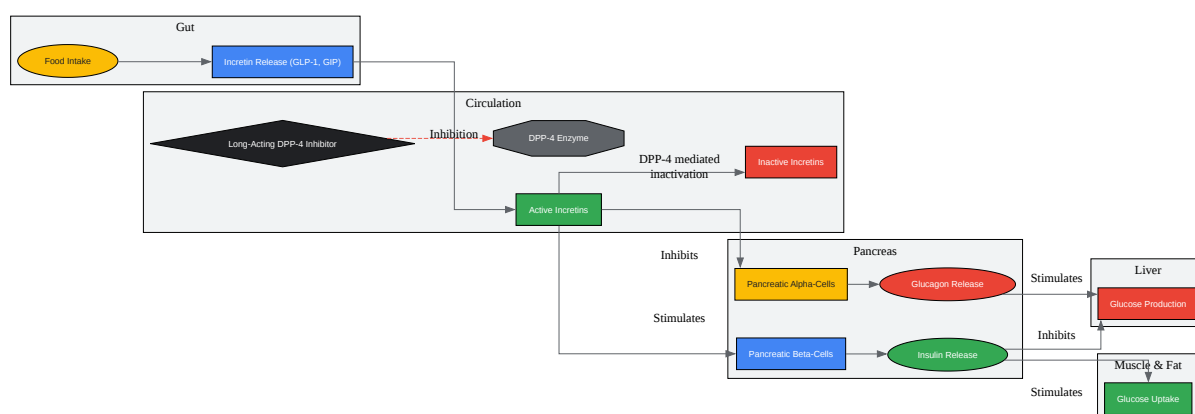 Gut
Food Intake
Incretin Release (GLP-1, GIP)
Circulation
Long-Acting DPP-4 Inhibitor
Inhibition
DPP-4 Enzyme
DPP-4 mediated
inactivation
Inactive Incretins
Active Incretins
Inhibits
Pancreas
Pancreatic Alpha-Cells
Glucagon Release
Stimulates
Liver
Glucose Production
Stimulates
Pancreatic Beta-Cells
Insulin Release
Inhibits
Muscle & Fat
Stimulates
Glucose Uptake